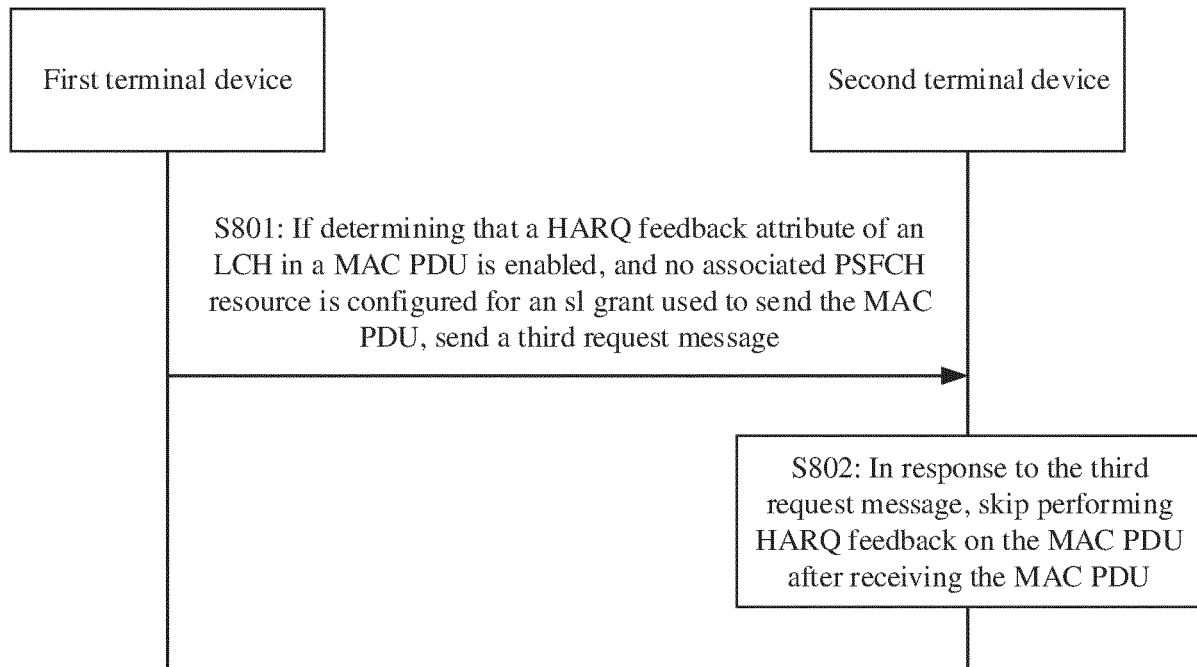 First terminal device
Second terminal device
S801: If determining that a HARQ feedback attribute of an
LCH in a MAC PDU is enabled, and no associated PSFCH
resource is configured for an sl grant used to send the MAC
PDU, send a third request message
S802: In response to the third
request message, skip performing
HARQ feedback on the MAC PDU
after receiving the MAC PDU